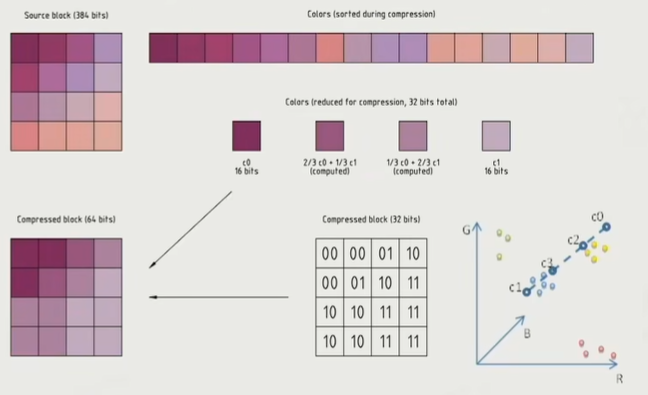 Source block (384 bits)
Colors (sorted during compression)
Colors (reduced for compression, 32 bits total)
c0
16 bits
2/3 c0 + 1/3 c1
(computed)
1/3 c0 + 2/3 c1
(computed)
c1
16 bits
Compressed block (64 bits)
Compressed block (32 bits)
00 00 01 10
00 01 10 11
10 10 11 11
10 10 11 11
G
c0
c2
c3
c1
B
R